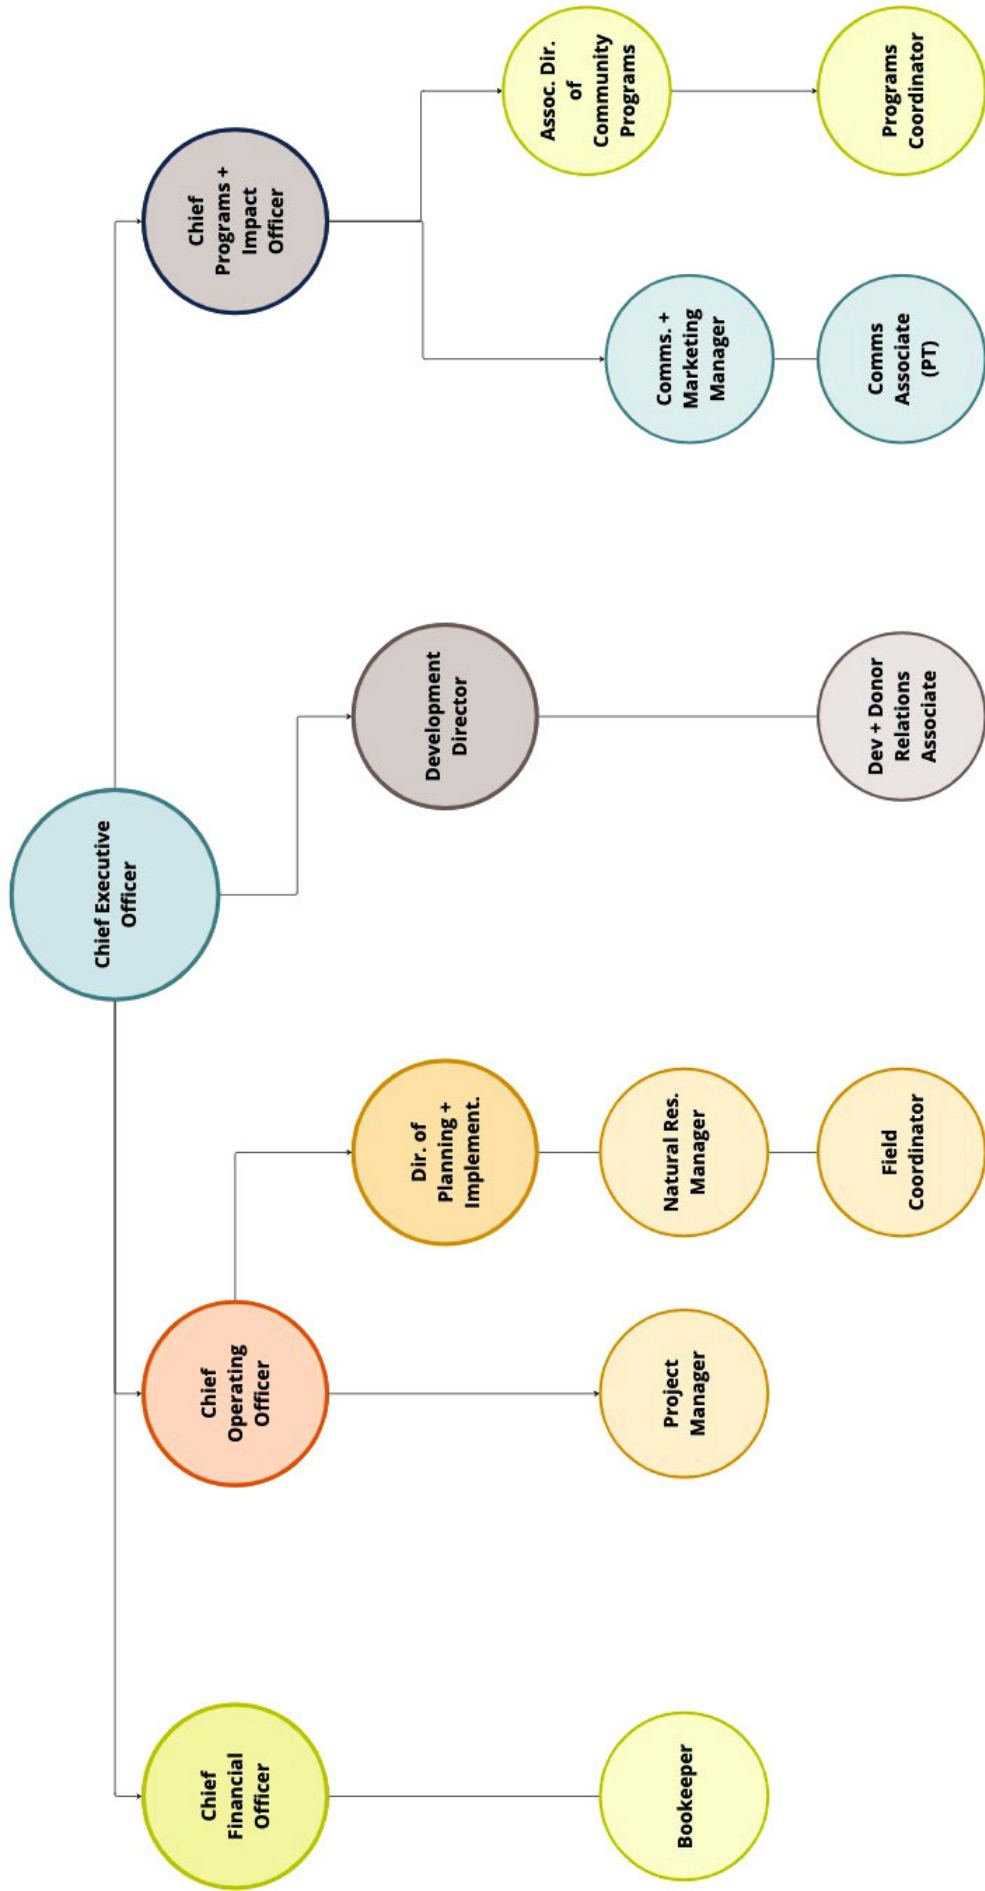 Chief Executive
Officer
Chief
Financial
Officer
Chief
Operating
Officer
Chief
Programs +
Impact
Officer
Dir. of
Planning +
Implement.
Development
Director
Assoc. Dir.
of
Community
Programs
Bookeeper
Project
Manager
Natural Res.
Manager
Comms. +
Marketing
Manager
Field
Coordinator
Dev + Donor
Relations
Associate
Comms
Associate
(PT)
Programs
Coordinator